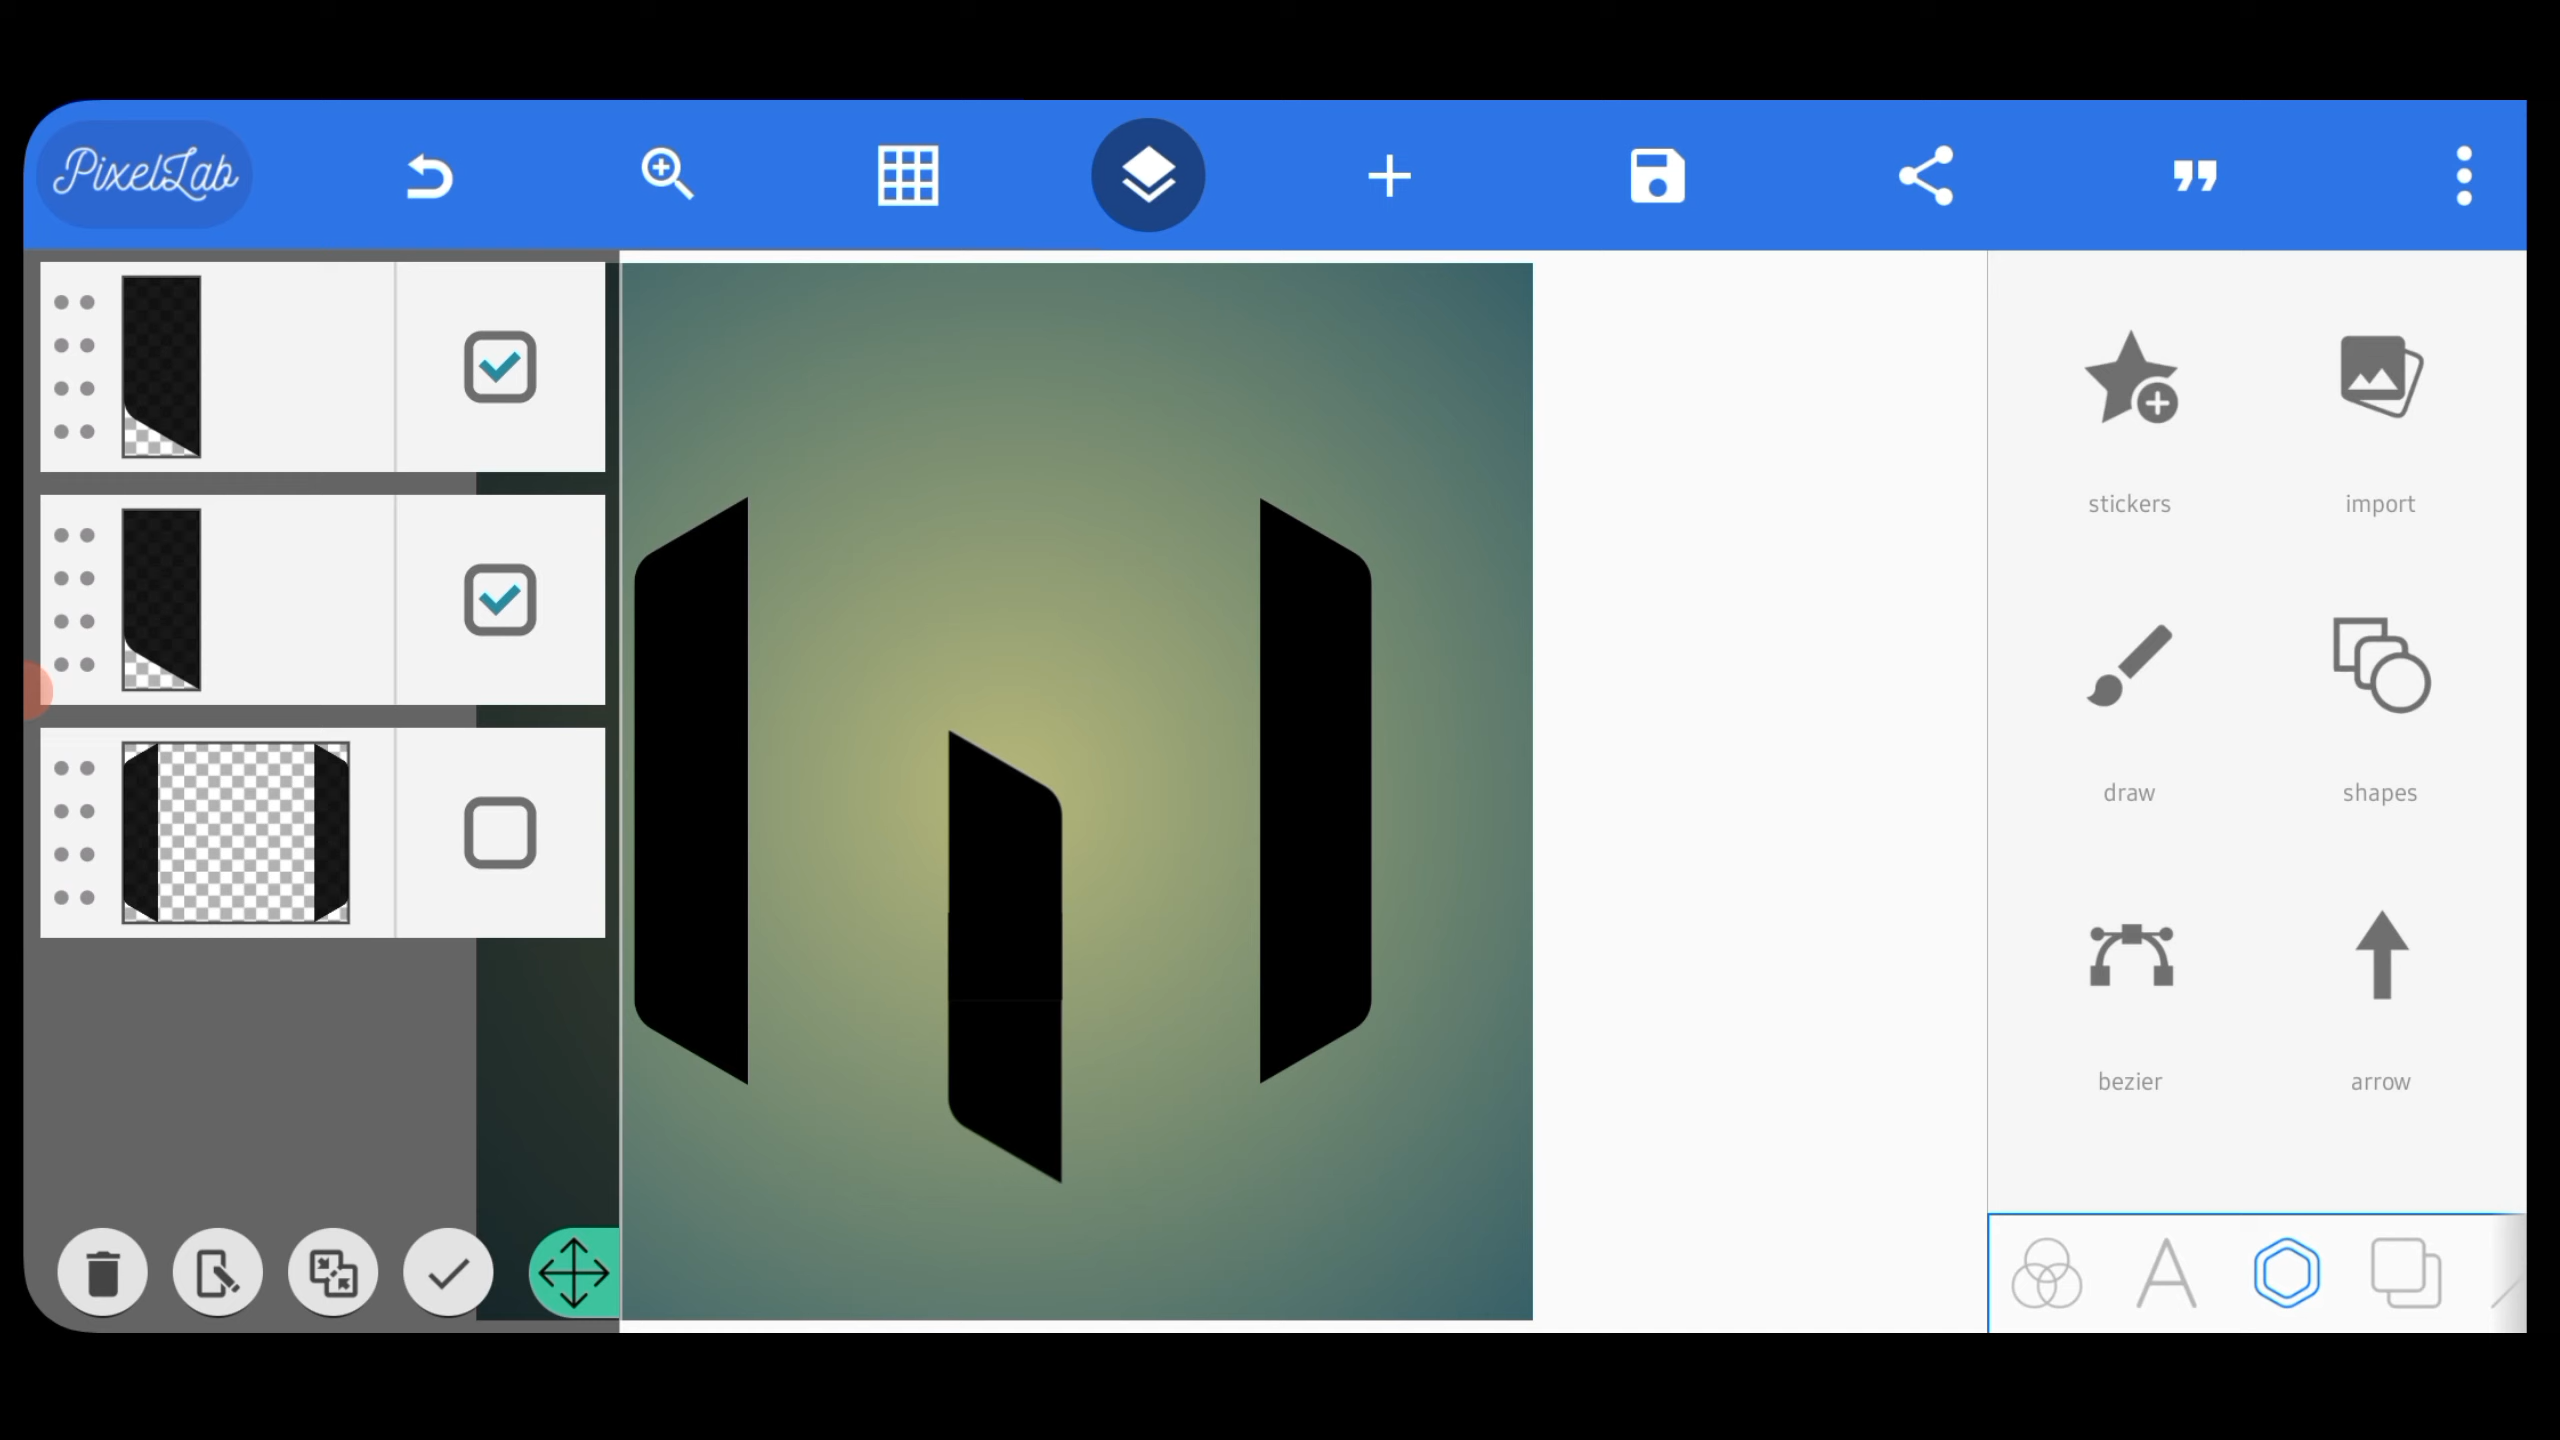 PixelLab
stickers
import
draw
shapes
bezier
arrow